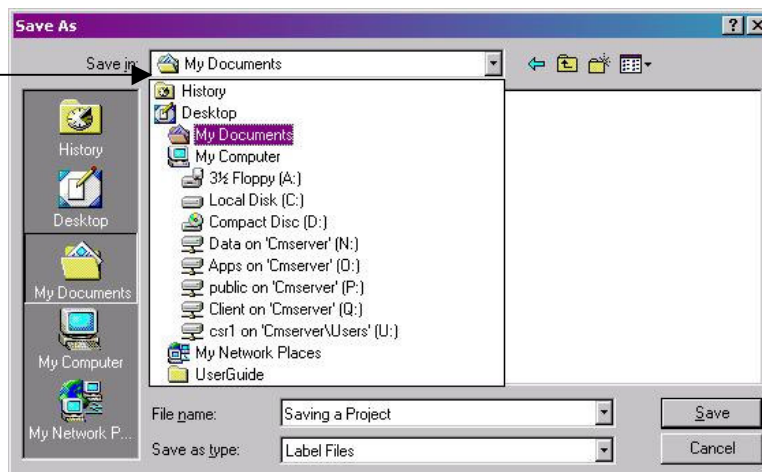 Save As
Save in:
My Documents
History
Desktop
My Documents
My Computer
3½ Floppy (A:)
Local Disk (C:)
Compact Disc (D:)
Data on 'Cmserver' (N:)
Apps on 'Cmserver' (O:)
public on 'Cmserver' (P:)
Client on 'Cmserver' (Q:)
csr1 on 'Cmserver\Users' (U:)
My Network Places
UserGuide
History
Desktop
My Documents
My Computer
My Network P...
File name:
Saving a Project
Save
Save as type:
Label Files
Cancel